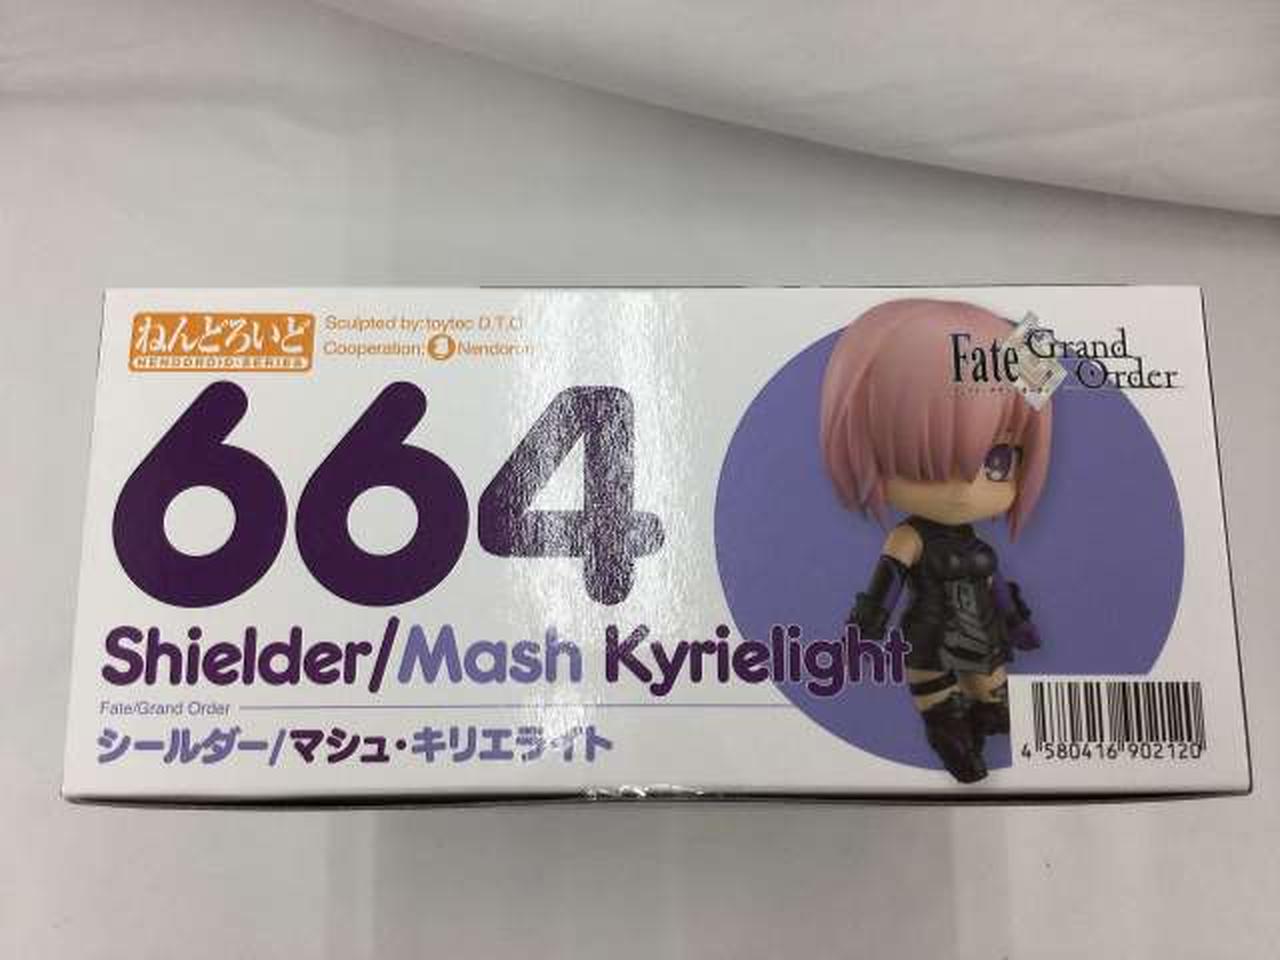 ねんどろいど
NENDOROID SERIES
Sculpted by:toytec D.T.C
Cooperation: Nendoron
664
Shielder/Mash Kyrielight
Fate/Grand Order
シールダー/マシュ・キリエライト
Fate Grand Order
4 580416 902120